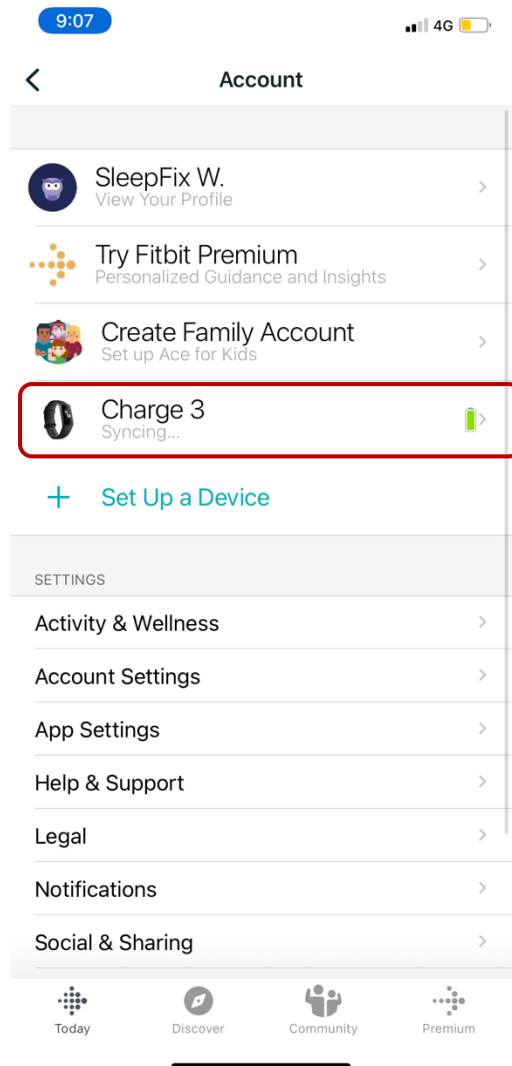 9:07
4G
Account
SleepFix W.
View Your Profile
Try Fitbit Premium
Personalized Guidance and Insights
Create Family Account
Set up Ace for Kids
Charge 3
Syncing...
+ Set Up a Device
SETTINGS
Activity & Wellness
Account Settings
App Settings
Help & Support
Legal
Notifications
Social & Sharing
Today
Discover
Community
Premium